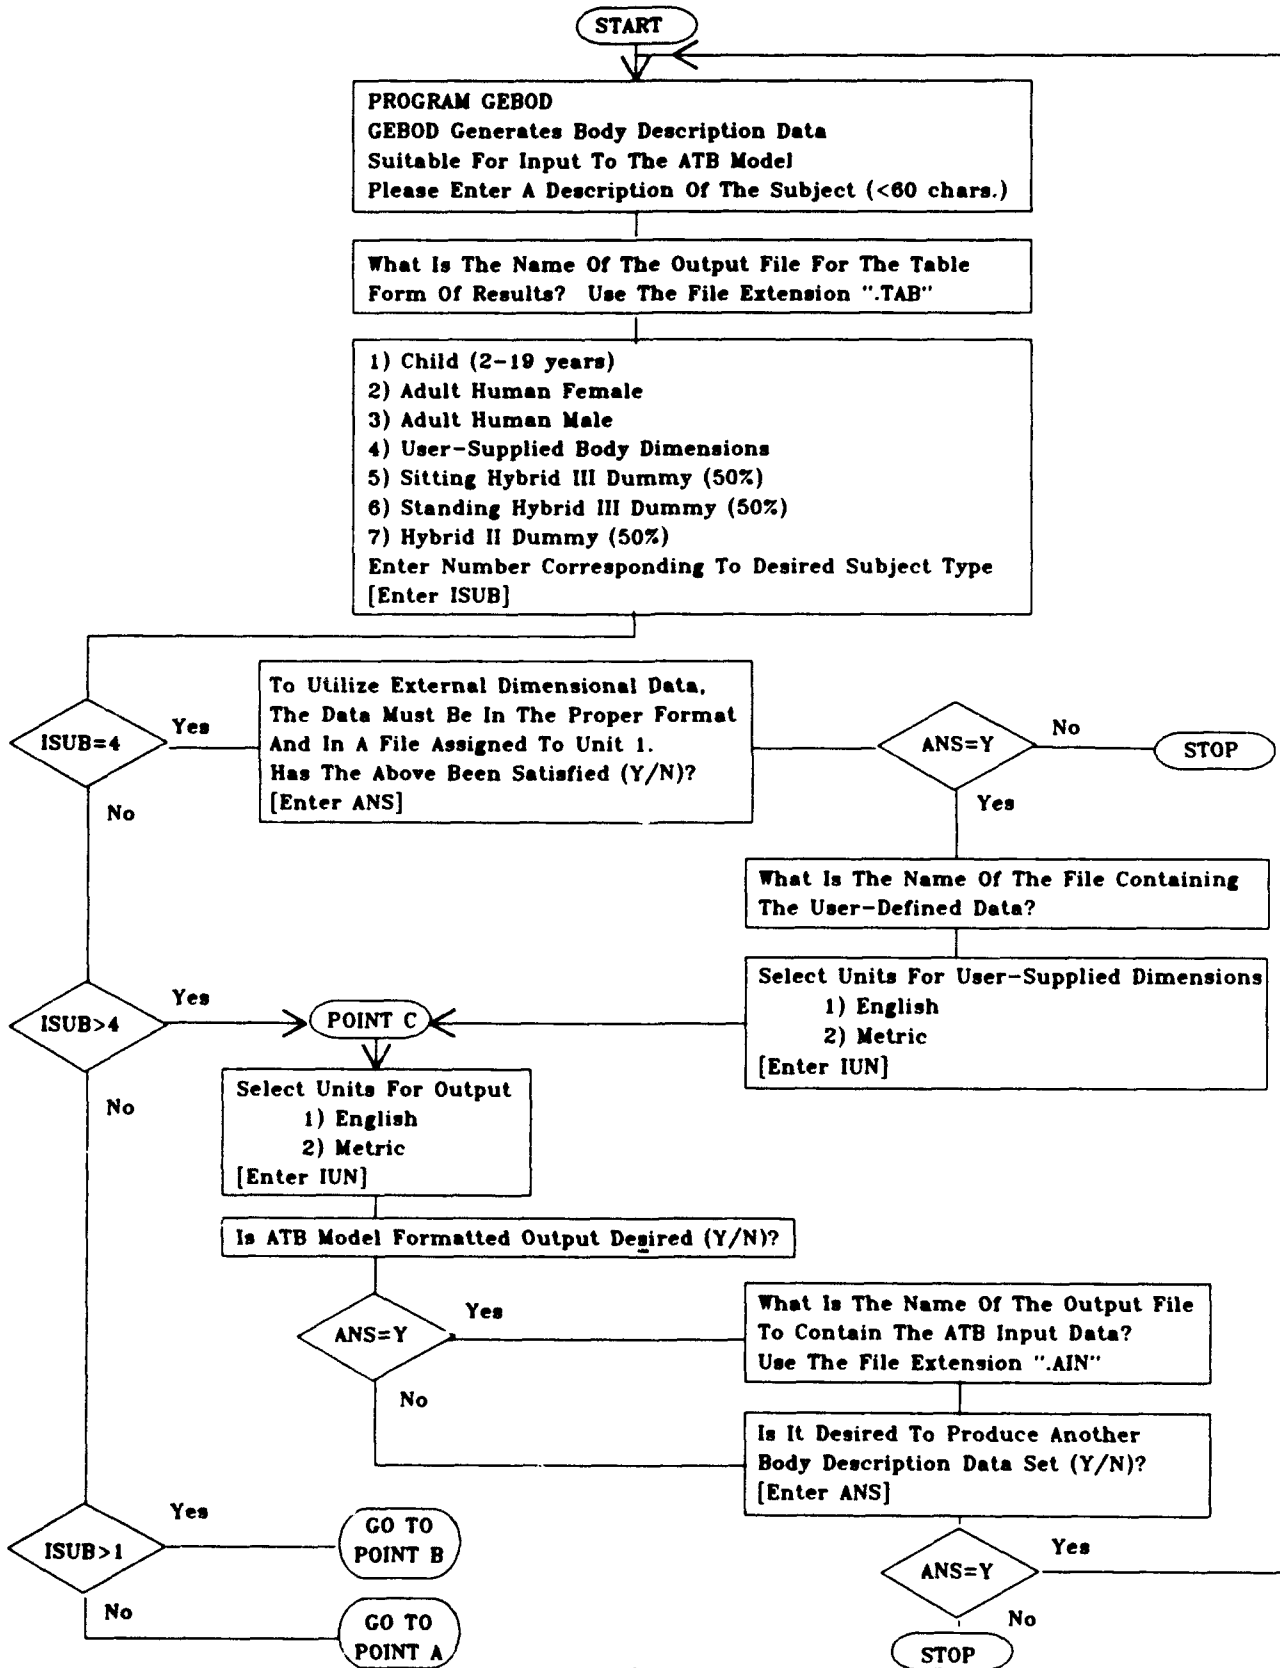 START
PROGRAM GEBOD
GEBOD Generates Body Description Data
Suitable For Input To The ATB Model
Please Enter A Description Of The Subject (<60 chars.)
What Is The Name Of The Output File For The Table
Form Of Results? Use The File Extension ".TAB"
1) Child (2-19 years)
2) Adult Human Female
3) Adult Human Male
4) User-Supplied Body Dimensions
5) Sitting Hybrid III Dummy (50%)
6) Standing Hybrid III Dummy (50%)
7) Hybrid II Dummy (50%)
Enter Number Corresponding To Desired Subject Type
[Enter ISUB]
ISUB=4
Yes
No
To Utilize External Dimensional Data,
The Data Must Be In The Proper Format
And In A File Assigned To Unit 1.
Has The Above Been Satisfied (Y/N)?
[Enter ANS]
ANS=Y
No
STOP
Yes
What Is The Name Of The File Containing
The User-Defined Data?
Select Units For User-Supplied Dimensions
1) English
2) Metric
[Enter IUN]
ISUB>4
Yes
No
POINT C
Select Units For Output
1) English
2) Metric
[Enter IUN]
Is ATB Model Formatted Output Desired (Y/N)?
ANS=Y
Yes
No
What Is The Name Of The Output File
To Contain The ATB Input Data?
Use The File Extension ".AIN"
Is It Desired To Produce Another
Body Description Data Set (Y/N)?
[Enter ANS]
ISUB>1
Yes
GO TO
POINT B
No
GO TO
POINT A
ANS=Y
Yes
No
STOP